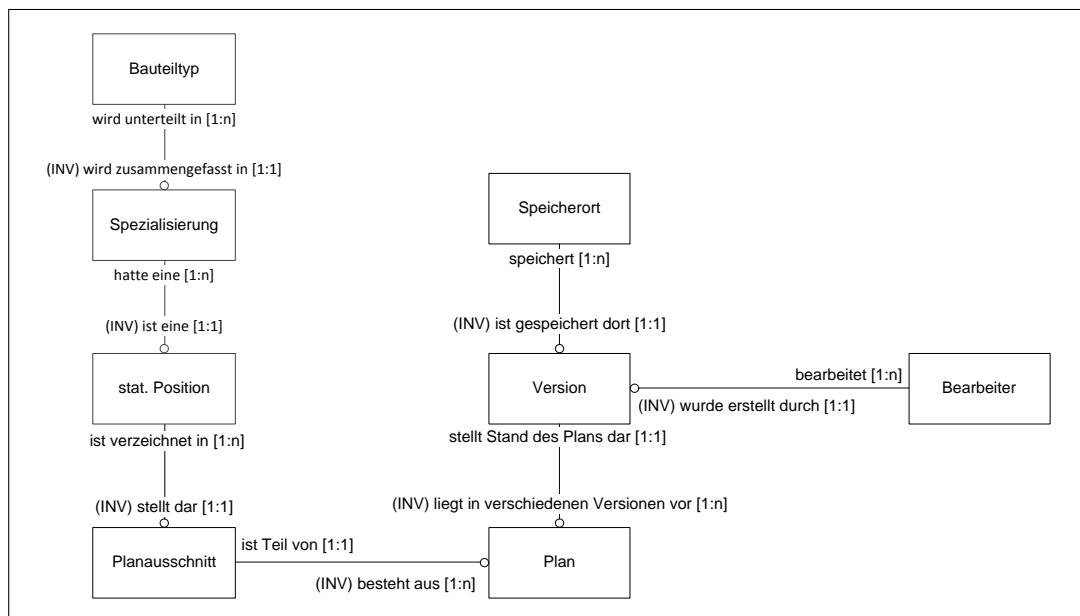 Bauteiltyp
wird unterteilt in [1:n]
(INV) wird zusammengefasst in [1:1]
Spezialisierung
hatte eine [1:n]
(INV) ist eine [1:1]
stat. Position
ist verzeichnet in [1:n]
(INV) stellt dar [1:1]
Planausschnitt
ist Teil von [1:1]
(INV) besteht aus [1:n]
Speicherort
speichert [1:n]
(INV) ist gespeichert dort [1:1]
Version
bearbeitet [1:n]
(INV) wurde erstellt durch [1:1]
Bearbeiter
stellt Stand des Plans dar [1:1]
(INV) liegt in verschiedenen Versionen vor [1:n]
Plan